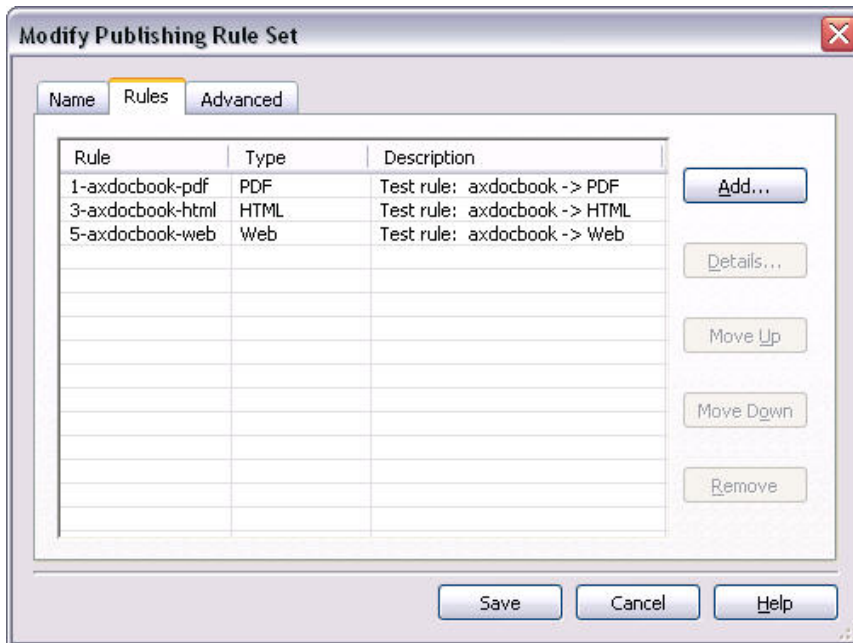 Modify Publishing Rule Set
Name Rules Advanced
Rule Type Description
1-axdocbook-pdf PDF Test rule: axdocbook -> PDF
3-axdocbook-html HTML Test rule: axdocbook -> HTML
5-axdocbook-web Web Test rule: axdocbook -> Web
Add...
Details...
Move Up
Move Down
Remove
Save Cancel Help